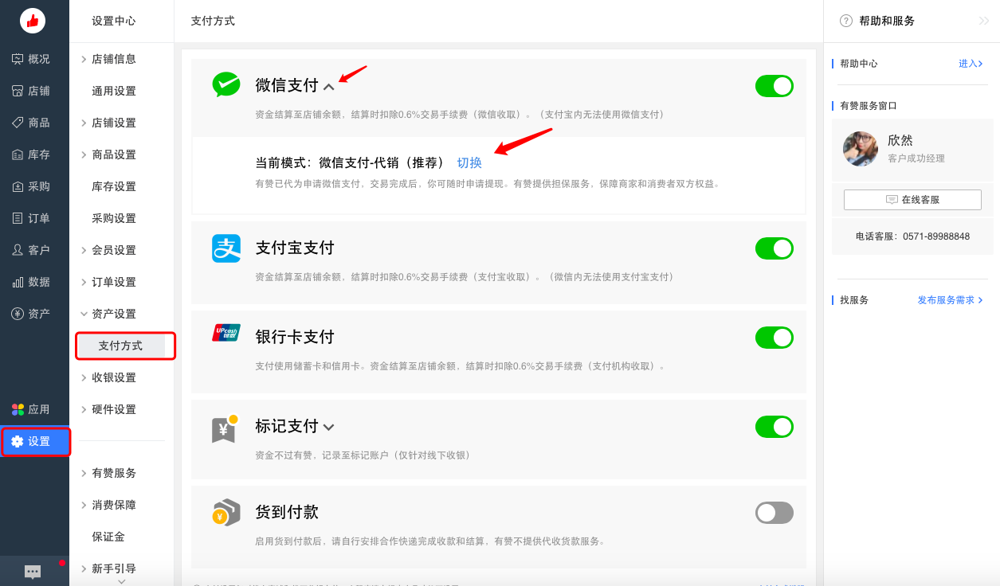 概况
店铺
商品
库存
采购
订单
客户
数据
资产
应用
设置
设置中心
店铺信息
通用设置
店铺设置
商品设置
库存设置
采购设置
会员设置
订单设置
资产设置
支付方式
收银设置
硬件设置
有赞服务
消费保障
保证金
新手引导
支付方式
微信支付
资金结算至店铺余额，结算时扣除0.6%交易手续费（微信收取）。（支付宝内无法使用微信支付）
当前模式：微信支付-代销（推荐） 切换
有赞已代为申请微信支付，交易完成后，你可随时申请提现。有赞提供担保服务，保障商家和消费者双方权益。
支
支付宝支付
资金结算至店铺余额，结算时扣除0.6%交易手续费（支付宝收取）。（微信内无法使用支付宝支付）
UPcash
银联
银行卡支付
支付使用储蓄卡和信用卡。资金结算至店铺余额，结算时扣除0.6%交易手续费（支付机构收取）。
¥
标记支付
资金不过有赞，记录至标记账户（仅针对线下收银）
¥
货到付款
启用货到付款后，请自行安排合作快递完成收款和结算，有赞不提供代收货款服务。
? 帮助和服务
帮助中心 进入
有赞服务窗口
欣然
客户成功经理
在线客服
电话客服：0571-89988848
找服务 发布服务需求